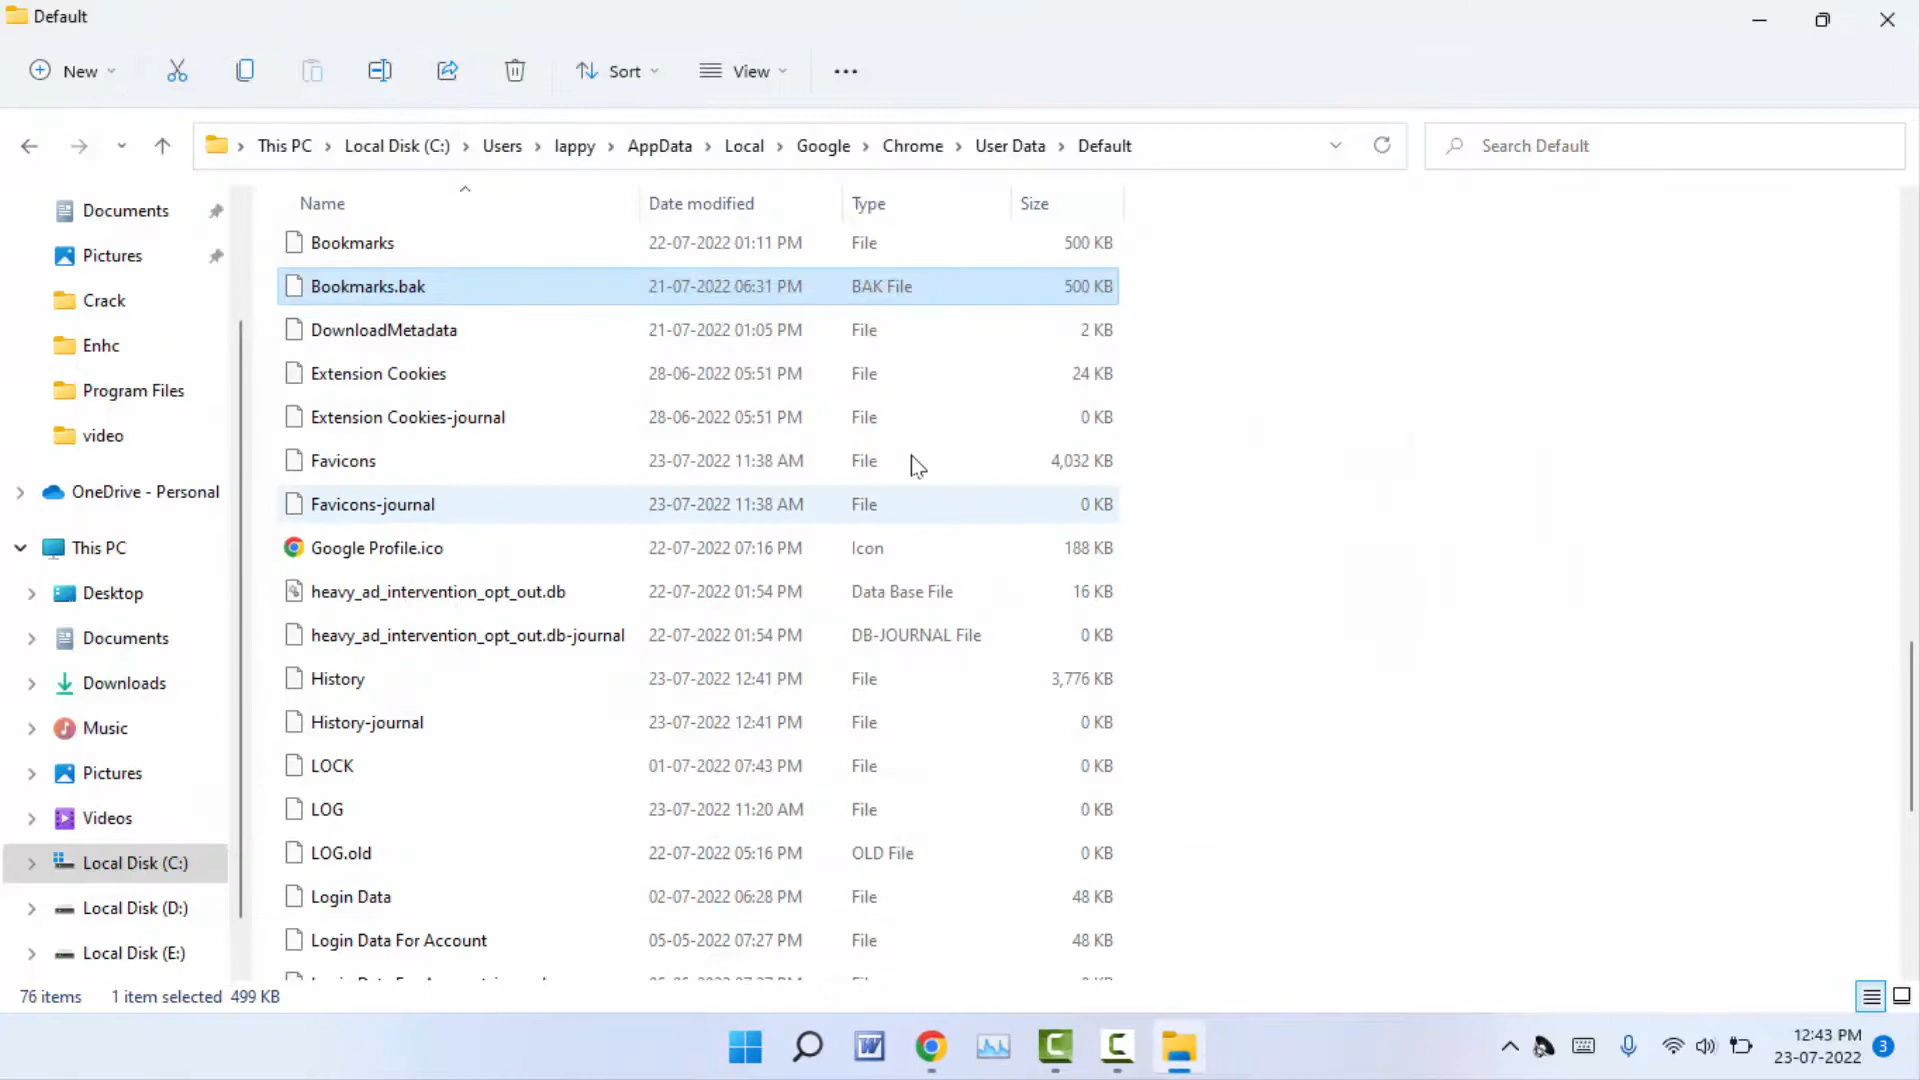 Default
New
Sort
View
This PC > Local Disk (C:) > Users > lappy > AppData > Local > Google > Chrome > User Data > Default
Search Default
Documents
Pictures
Crack
Enhc
Program Files
video
OneDrive - Personal
This PC
Desktop
Documents
Downloads
Music
Pictures
Videos
Local Disk (C:)
Local Disk (D:)
Local Disk (E:)
Name Date modified Type Size
Bookmarks 22-07-2022 01:11 PM File 500 KB
Bookmarks.bak 21-07-2022 06:31 PM BAK File 500 KB
DownloadMetadata 21-07-2022 01:05 PM File 2 KB
Extension Cookies 28-06-2022 05:51 PM File 24 KB
Extension Cookies-journal 28-06-2022 05:51 PM File 0 KB
Favicons 23-07-2022 11:38 AM File 4,032 KB
Favicons-journal 23-07-2022 11:38 AM File 0 KB
Google Profile.ico 22-07-2022 07:16 PM Icon 188 KB
heavy_ad_intervention_opt_out.db 22-07-2022 01:54 PM Data Base File 16 KB
heavy_ad_intervention_opt_out.db-journal 22-07-2022 01:54 PM DB-JOURNAL File 0 KB
History 23-07-2022 12:41 PM File 3,776 KB
History-journal 23-07-2022 12:41 PM File 0 KB
LOCK 01-07-2022 07:43 PM File 0 KB
LOG 23-07-2022 11:20 AM File 0 KB
LOG.old 22-07-2022 05:16 PM OLD File 0 KB
Login Data 02-07-2022 06:28 PM File 48 KB
Login Data For Account 05-05-2022 07:27 PM File 48 KB
76 items 1 item selected 499 KB
12:43 PM
23-07-2022
3